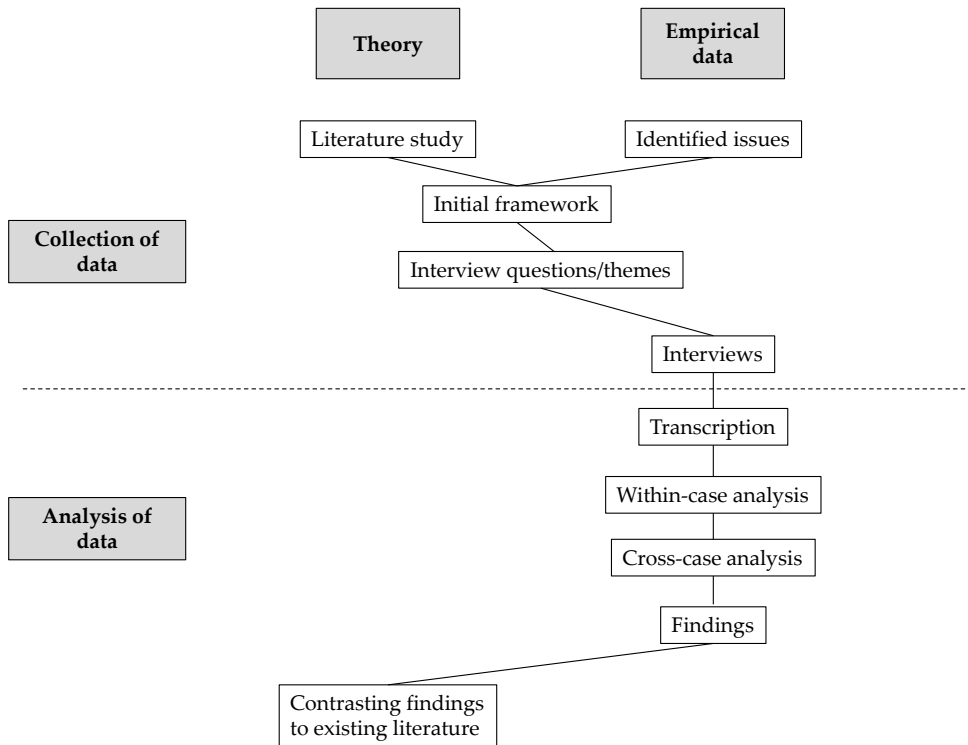 Theory
Empirical
data
Literature study
Identified issues
Initial framework
Collection of
data
Interview questions/themes
Interviews
Transcription
Within-case analysis
Analysis of
data
Cross-case analysis
Findings
Contrasting findings
to existing literature